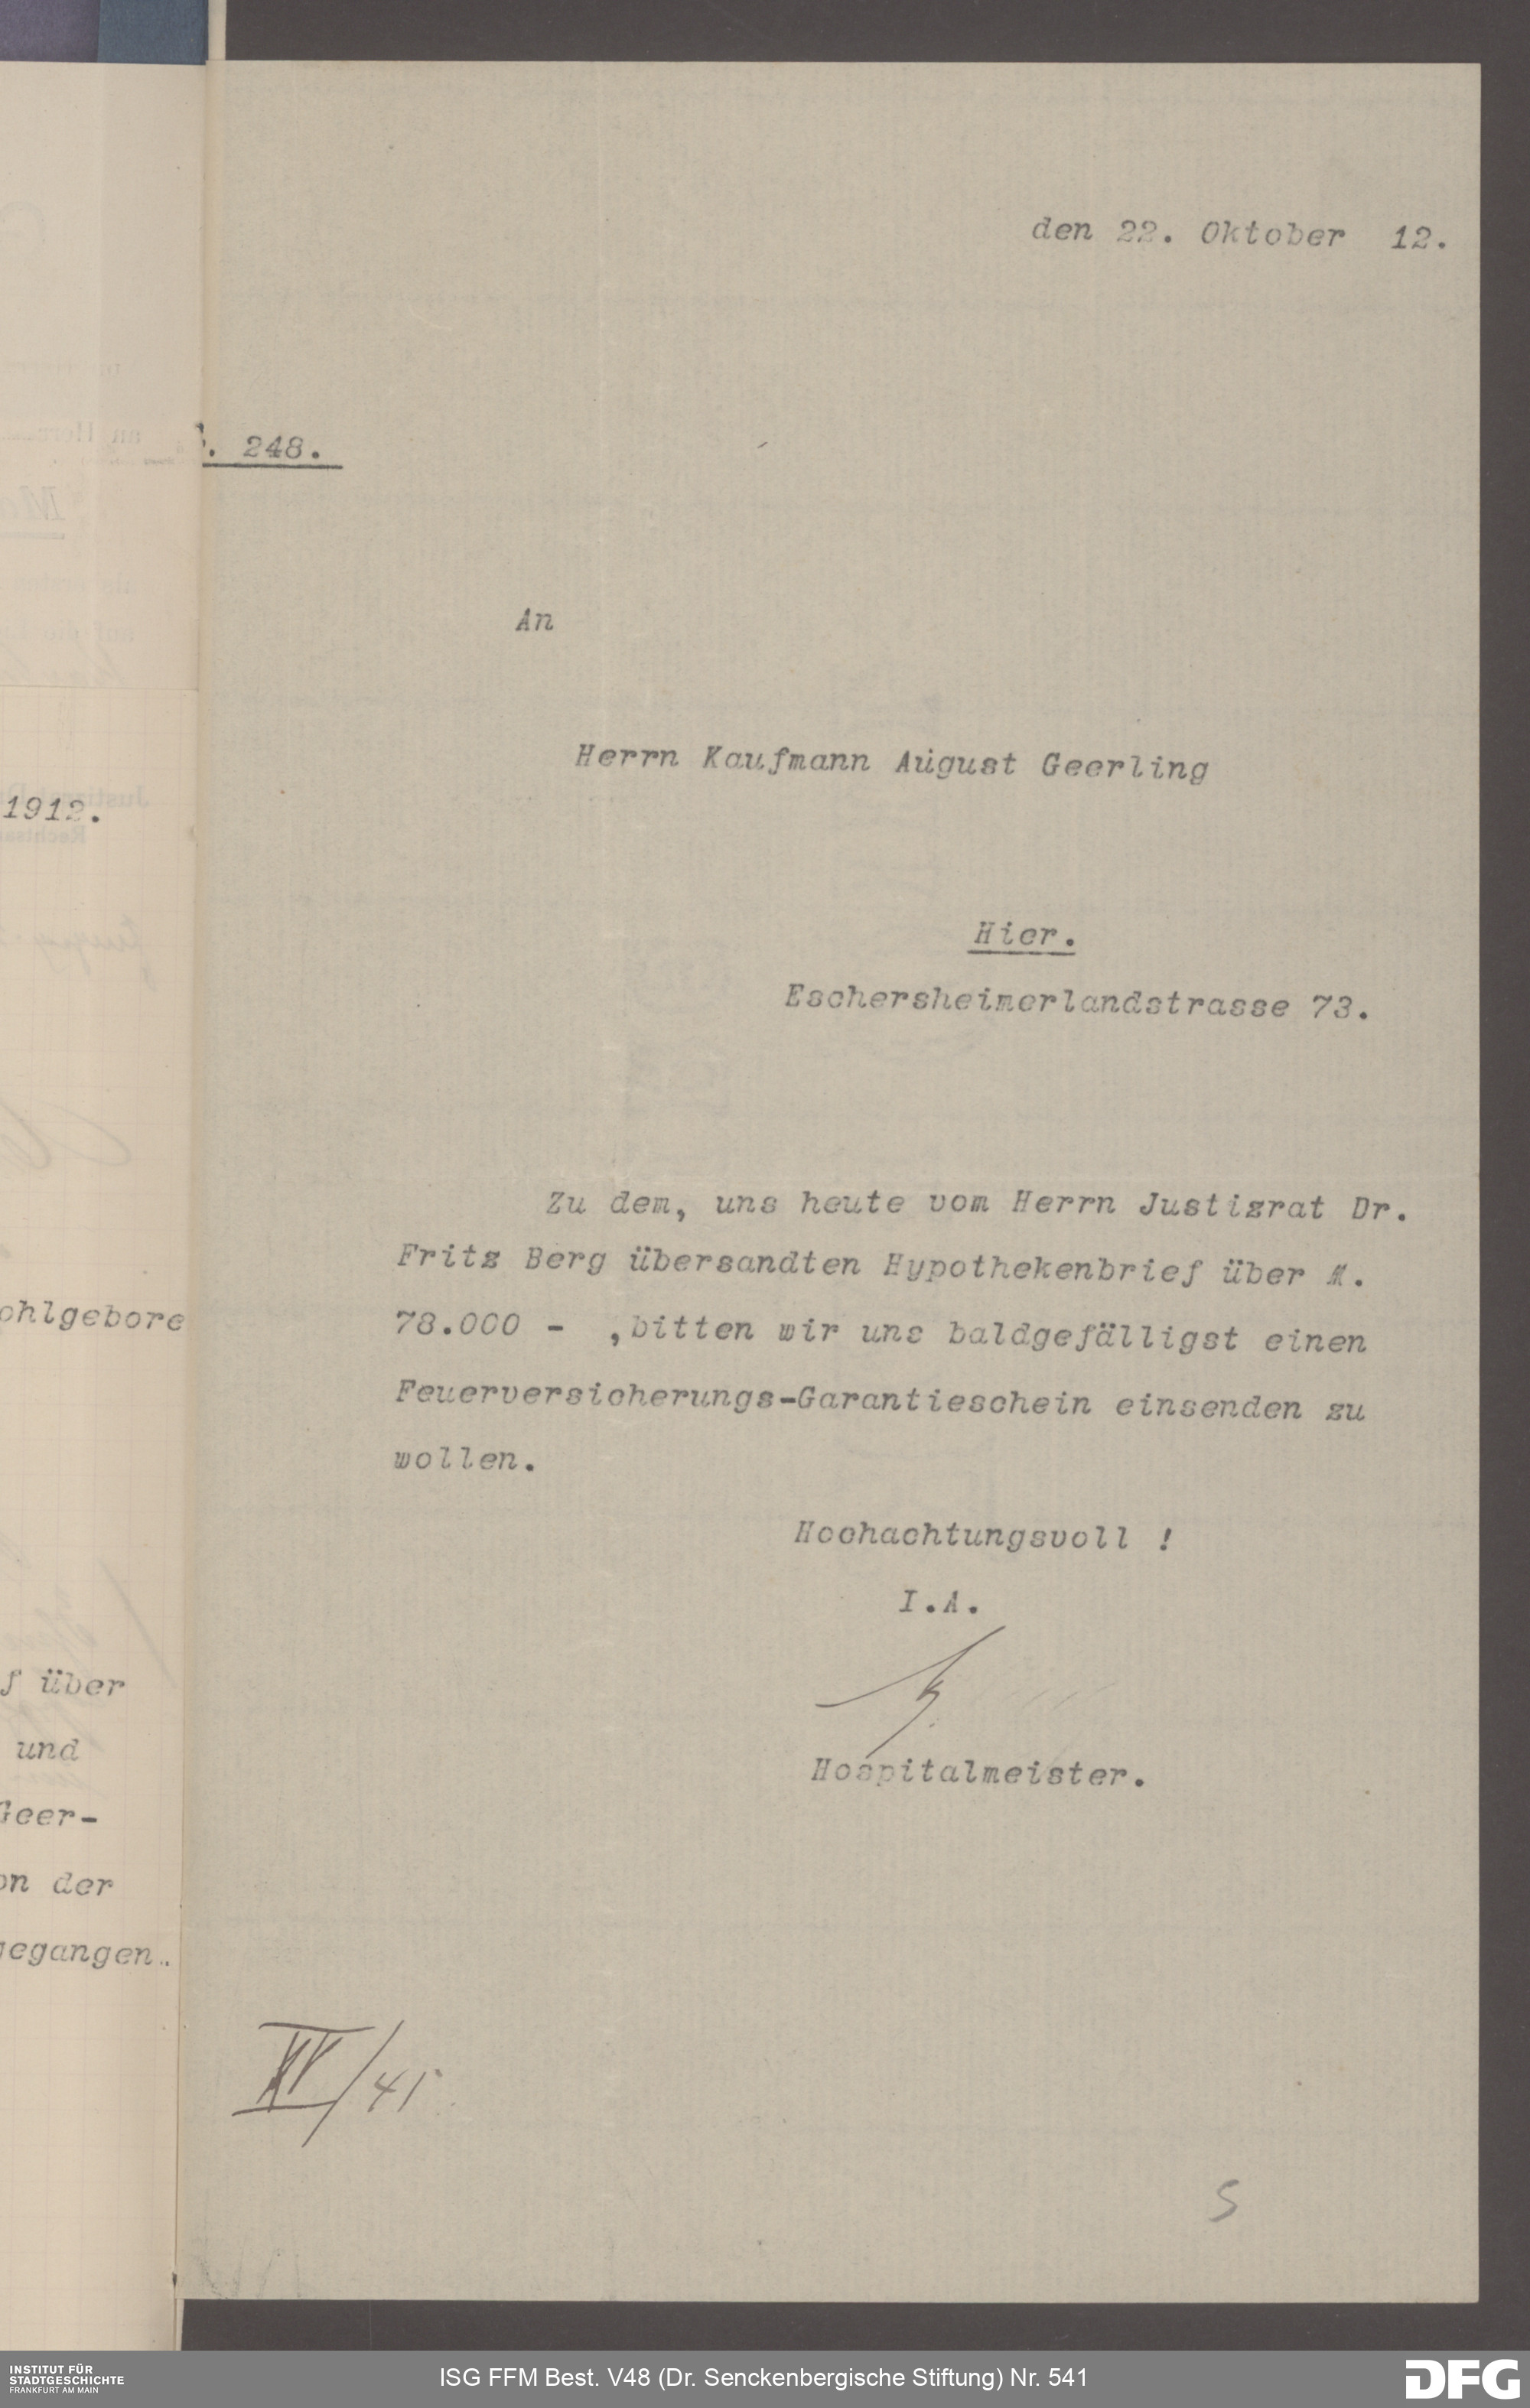 den 22. Oktober 12.
. 248.
An
Herrn Kaufmann August Geerling
1912.
Hier.
Eschersheimerlandstrasse 73.
Zu dem, uns heute vom Herrn Justizrat Dr.
Fritz Berg übersandten Hypothekenbrief über M.
78.000 - ,bitten wir uns baldgefälligst einen
Feuerversicherungs-Garantieschein einsenden zu
wollen.
Hochachtungsvoll !
I.A.
Hospitalmeister.
ohlgebore
f über
und
Geer-
on der
gegangen.
XV/45
5
INSTITUT FÜR
STADTGESCHICHTE
FRANKFURT AM MAIN
ISG FFM Best. V48 (Dr. Senckenbergische Stiftung) Nr. 541
DFG